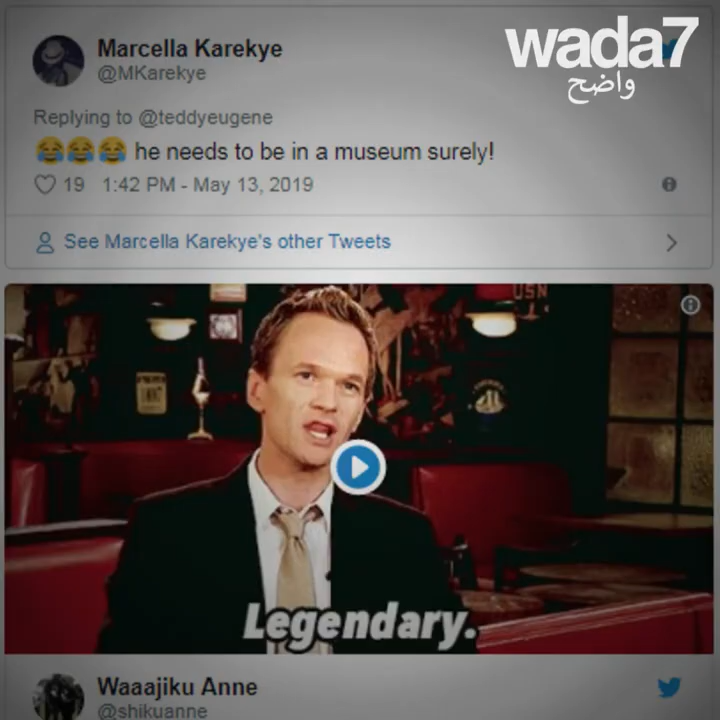 wada7
واضح
Marcella Karekye
@MKarekye
Replying to @teddyeugene
😂😂😂 he needs to be in a museum surely!
19 1:42 PM - May 13, 2019
See Marcella Karekye's other Tweets
USN
Legendary.
Waaajiku Anne
@shikuanne